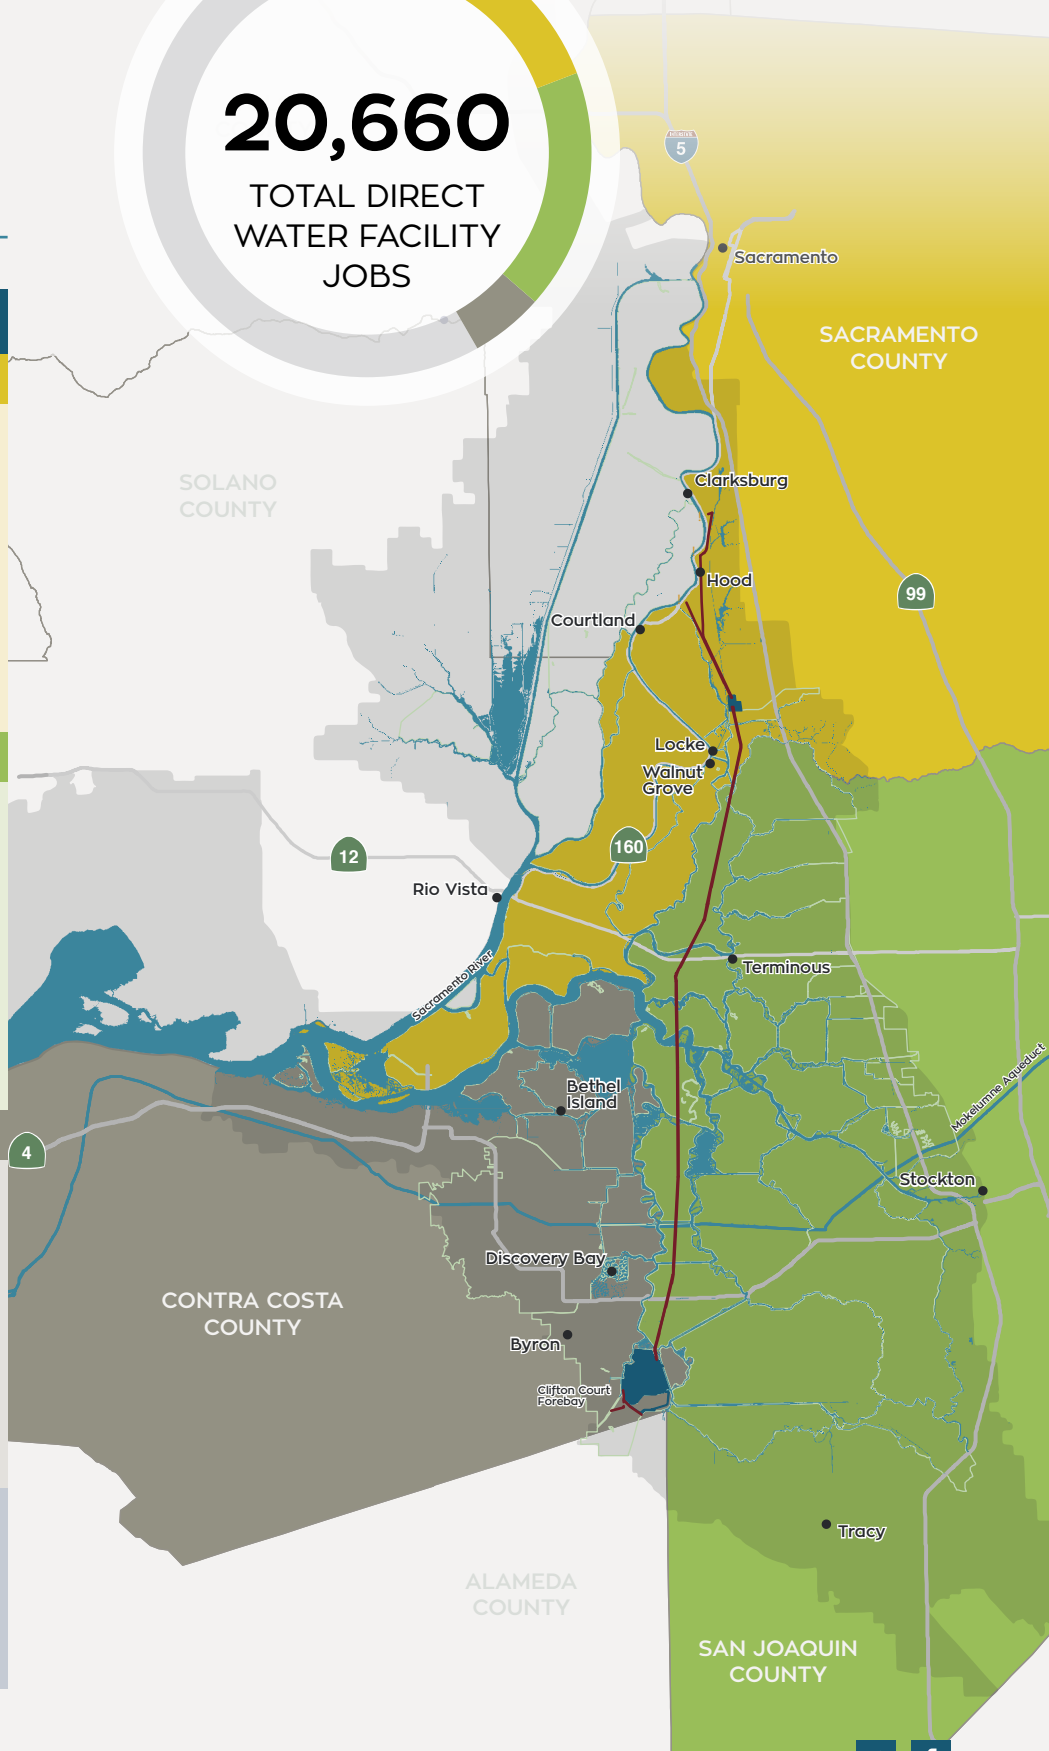 20,660
TOTAL DIRECT
WATER FACILITY
JOBS
5
Sacramento
SACRAMENTO
COUNTY
SOLANO
COUNTY
Clarksburg
Hood
99
Courtland
Locke
Walnut
Grove
160
12
Rio Vista
Sacramento River
Terminous
Mokelumne Aqueduct
Bethel
Island
4
Stockton
Discovery Bay
CONTRA COSTA
COUNTY
Byron
Clifton Court
Forebay
Tracy
ALAMEDA
COUNTY
SAN JOAQUIN
COUNTY